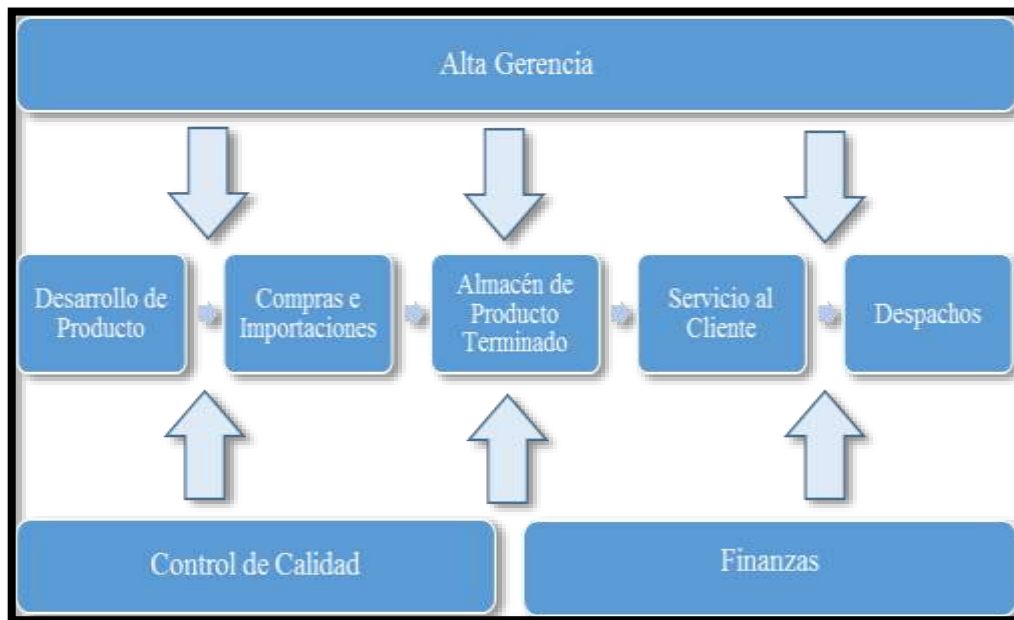 Alta Gerencia
Desarrollo de
Producto
Compras e
Importaciones
Almacén de
Producto
Terminado
Servicio al
Cliente
Despachos
Control de Calidad
Finanzas